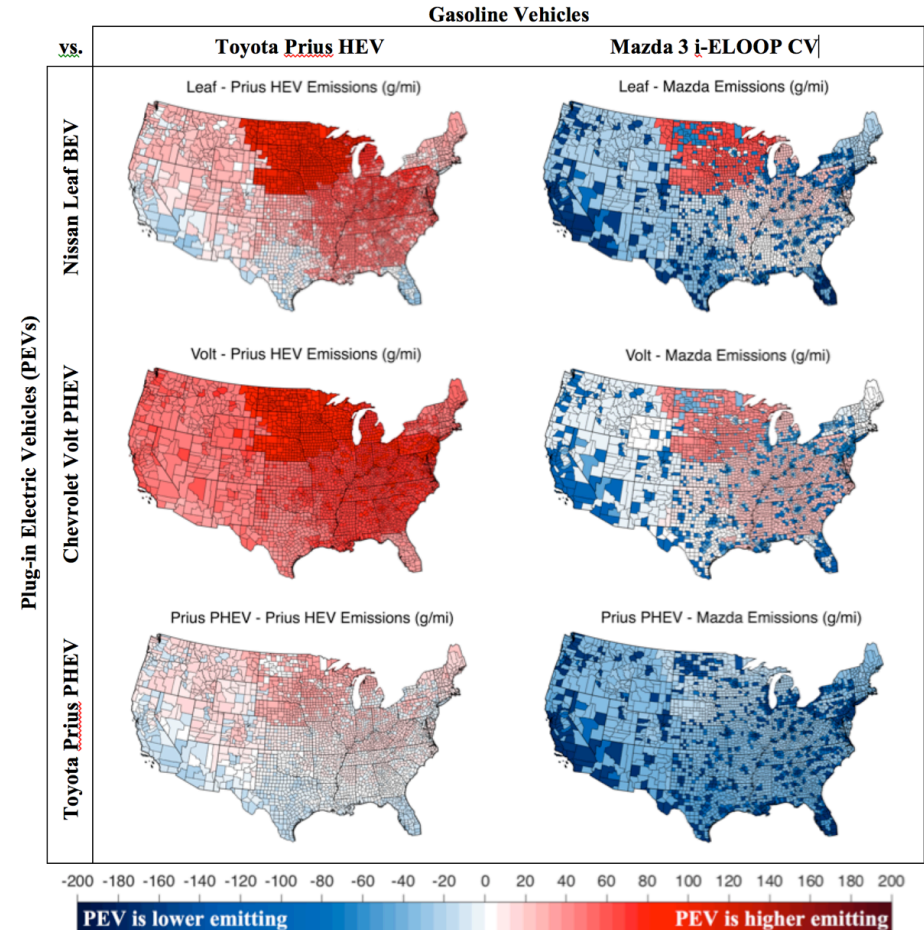 Gasoline Vehicles
vs.
Toyota Prius HEV
Mazda 3 i-ELOOP CV
Plug-in Electric Vehicles (PEVs)
Nissan Leaf BEV
Leaf - Prius HEV Emissions (g/mi)
Leaf - Mazda Emissions (g/mi)
Chevrolet Volt PHEV
Volt - Prius HEV Emissions (g/mi)
Volt - Mazda Emissions (g/mi)
Toyota Prius PHEV
Prius PHEV - Prius HEV Emissions (g/mi)
Prius PHEV - Mazda Emissions (g/mi)
-200 -180 -160 -140 -120 -100 -80 -60 -40 -20 0 20 40 60 80 100 120 140 160 180 200
PEV is lower emitting
PEV is higher emitting